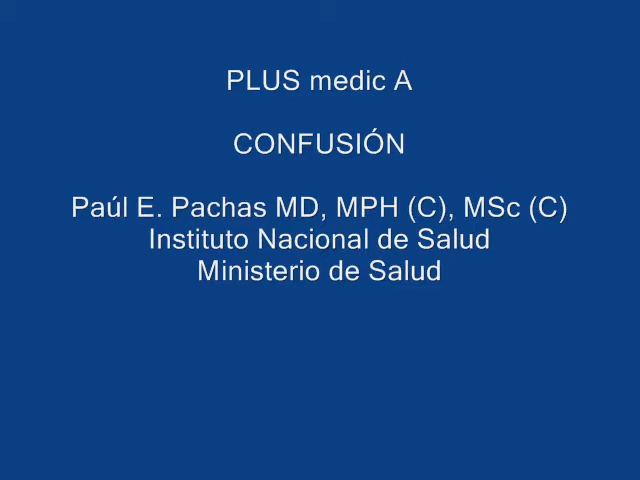 PLUS medic A
CONFUSIÓN
Paúl E. Pachas MD, MPH (C), MSc (C)
Instituto Nacional de Salud
Ministerio de Salud